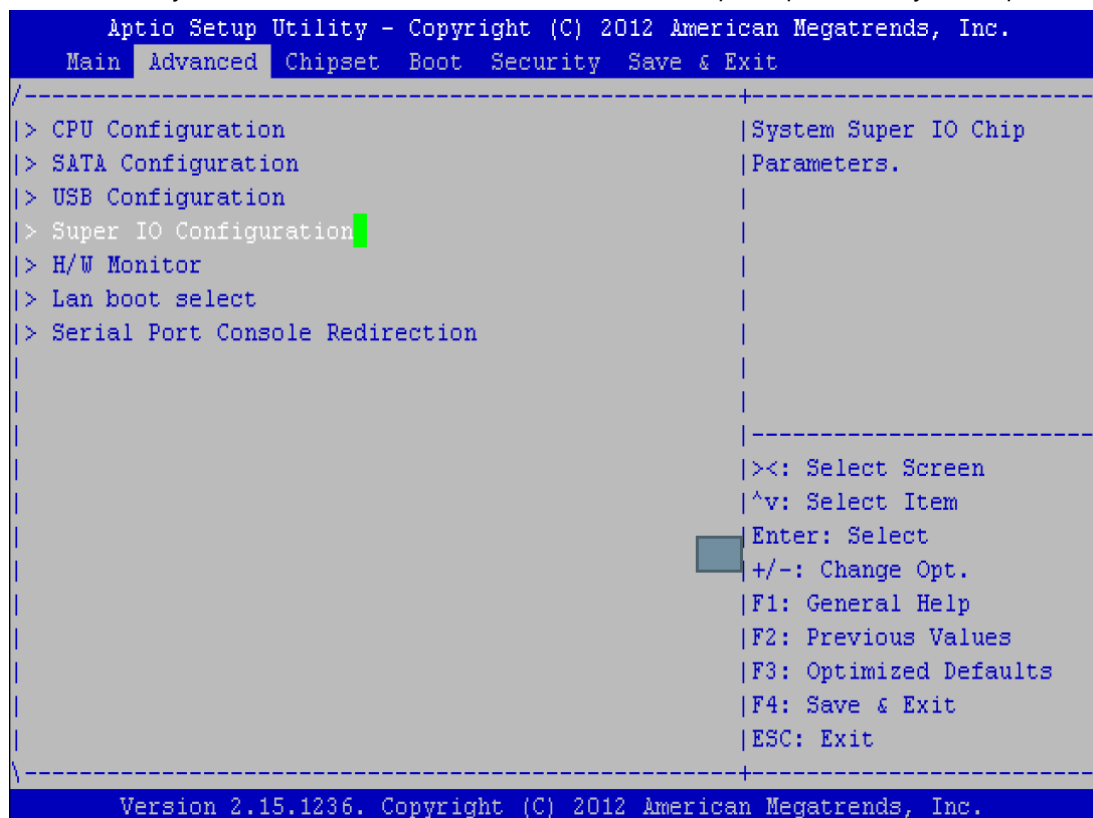 Aptio Setup Utility – Copyright (C) 2012 American Megatrends, Inc.
Main Advanced Chipset Boot Security Save & Exit
/----------------------------------------------------+-------------------------
|> CPU Configuration |System Super IO Chip
|> SATA Configuration |Parameters.
|> USB Configuration |
|> Super IO Configuration |
|> H/W Monitor |
|> Lan boot select |
|> Serial Port Console Redirection |
| |
| |
| |-------------------------
| |><: Select Screen
| |^v: Select Item
| |Enter: Select
| |+/-: Change Opt.
| |F1: General Help
| |F2: Previous Values
| |F3: Optimized Defaults
| |F4: Save & Exit
| |ESC: Exit
\----------------------------------------------------+-------------------------
Version 2.15.1236. Copyright (C) 2012 American Megatrends, Inc.